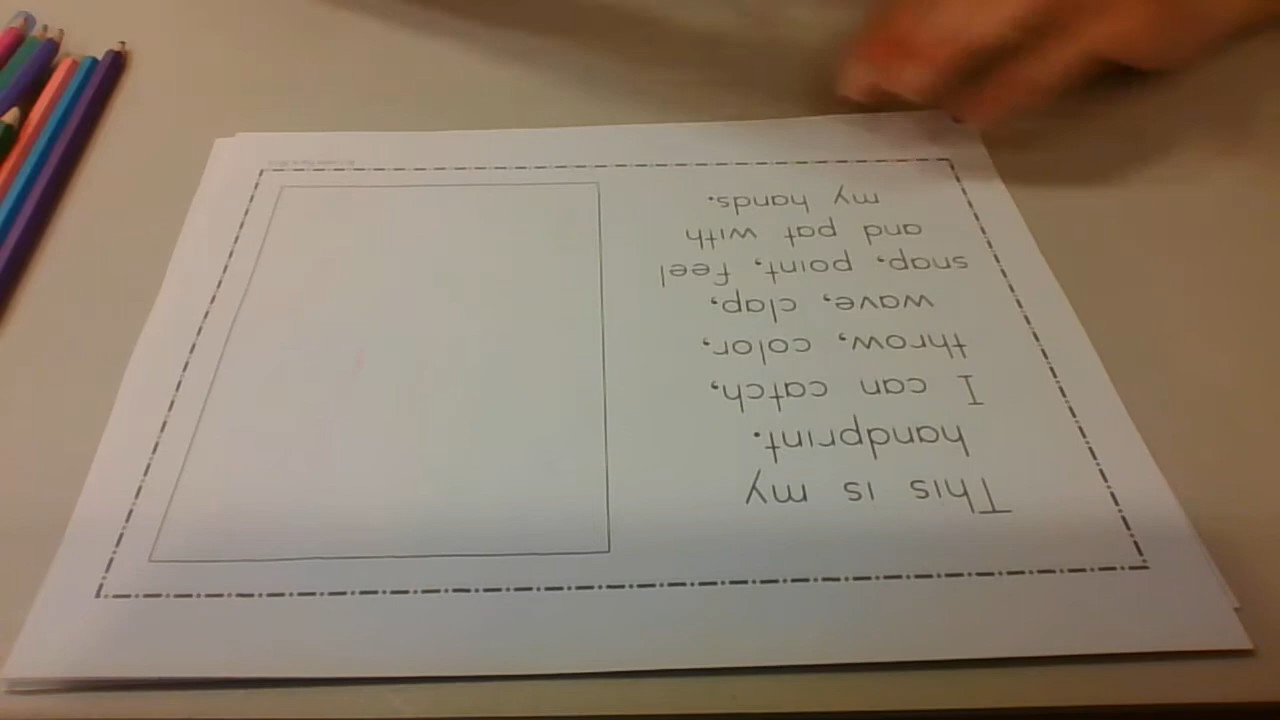 This is my
handprint.
I can catch,
throw, color,
wave, clap,
snap, point, feel
and pat with
my hands.